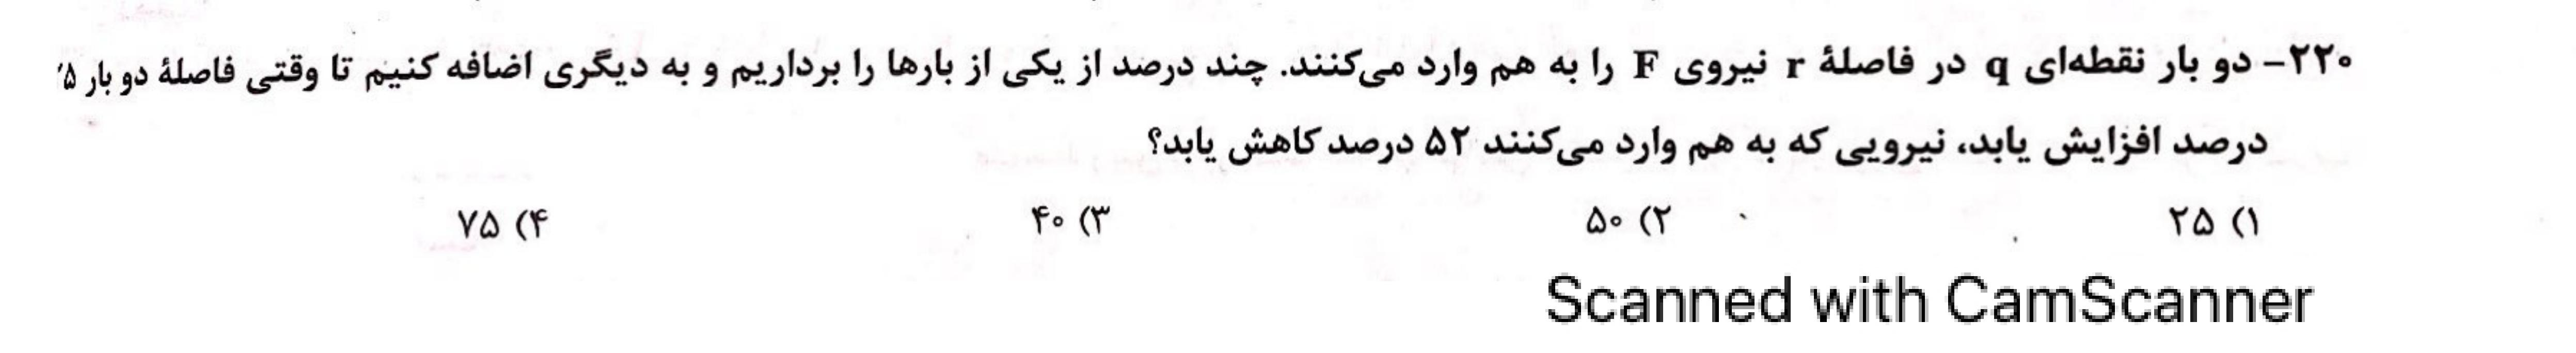 ۲۲۰- دو بار نقطه‌ای q در فاصلهٔ r نیروی F را به هم وارد می‌کنند. چند درصد از یکی از بارها را برداریم و به دیگری اضافه کنیم تا وقتی فاصلهٔ دو بار
درصد افزایش یابد، نیرویی که به هم وارد می‌کنند ۵۲ درصد کاهش یابد؟
۱) ۲۵ ۲) ۵۰ ۳) ۴۰ ۴) ۷۵
Scanned with CamScanner